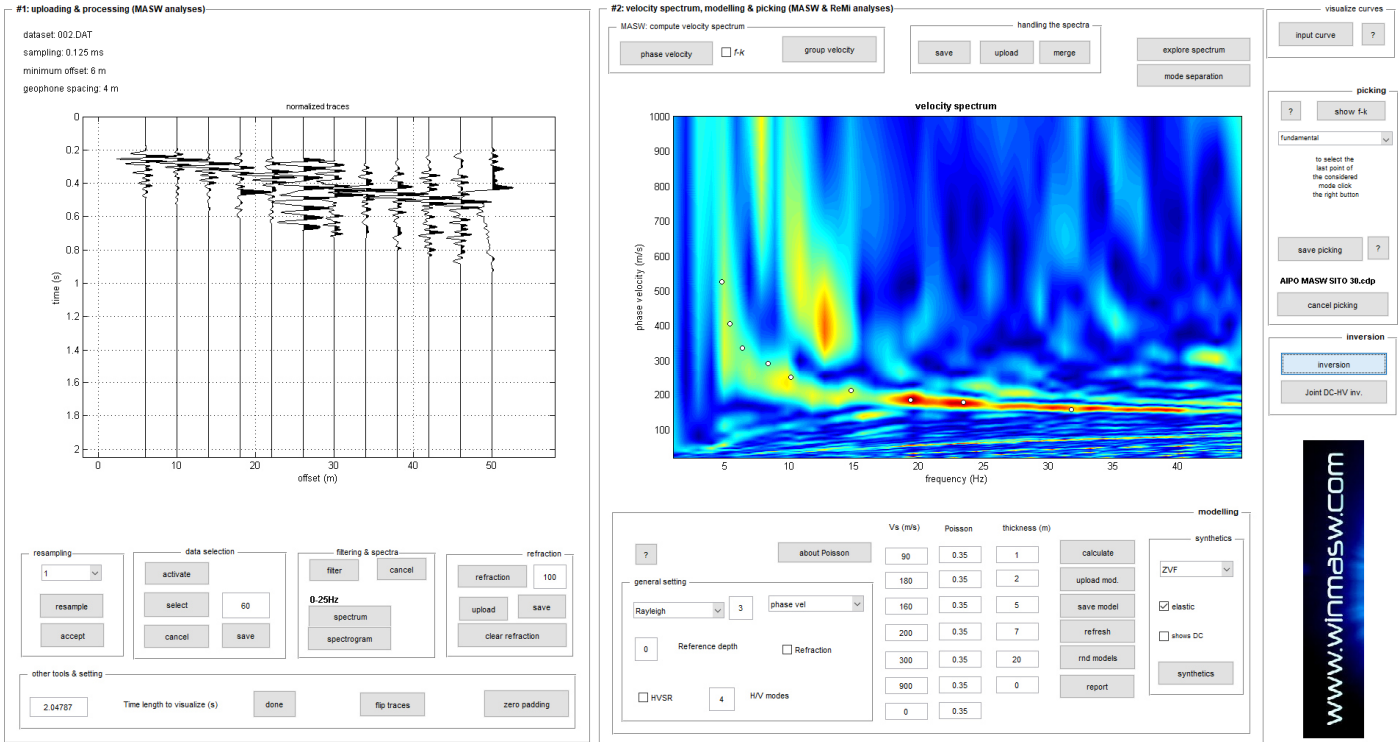 #1: uploading & processing (MASW analyses)
dataset: 002.DAT
sampling: 0.125 ms
minimum offset: 6 m
geophone spacing: 4 m
normalized traces
0
0.2
0.4
0.6
0.8
1
1.2
1.4
1.6
1.8
2
time (s)
0 10 20 30 40 50
offset (m)
resampling
1
resample
accept
data selection
activate
select 60
cancel save
filtering & spectra
filter cancel
0-25Hz
spectrum
spectrogram
refraction
refraction 100
upload save
clear refraction
other tools & setting
2.04787 Time length to visualize (s) done flip traces zero padding
#2: velocity spectrum, modelling & picking (MASW & ReMi analyses)
MASW: compute velocity spectrum
phase velocity f-K group velocity
handling the spectra
save upload merge
explore spectrum
mode separation
velocity spectrum
1000
900
800
700
600
500
400
300
200
100
phase velocity (m/s)
5 10 15 20 25 30 35 40
frequency (Hz)
modelling
? about Poisson
general setting
Rayleigh 3 phase vel
0 Reference depth Refraction
HVSR 4 H/V modes
Vs (m/s) Poisson thickness (m)
90 0.35 1
180 0.35 2
160 0.35 5
200 0.35 7
300 0.35 20
900 0.35 0
0 0.35
calculate
upload mod.
save model
refresh
rnd models
report
synthetics
ZVF
elastic
shows DC
synthetics
visualize curves
input curve ?
picking
? show f-k
fundamental
to select the
last point of
the considered
mode click
the right button
save picking ?
AIPO MASW SITO 30.cdp
cancel picking
inversion
inversion
Joint DC-HV inv.
www.winmasw.com